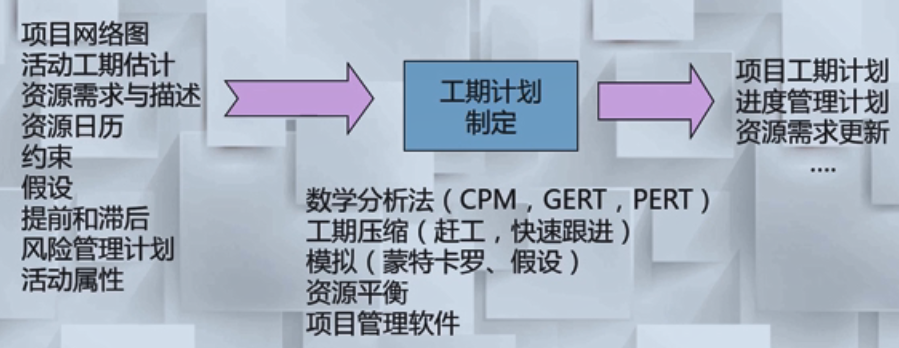 项目网络图
活动工期估计
资源需求与描述
资源日历
约束
假设
提前和滞后
风险管理计划
活动属性
工期计划
制定
数学分析法（CPM，GERT，PERT）
工期压缩（赶工，快速跟进）
模拟（蒙特卡罗、假设）
资源平衡
项目管理软件
项目工期计划
进度管理计划
资源需求更新
....